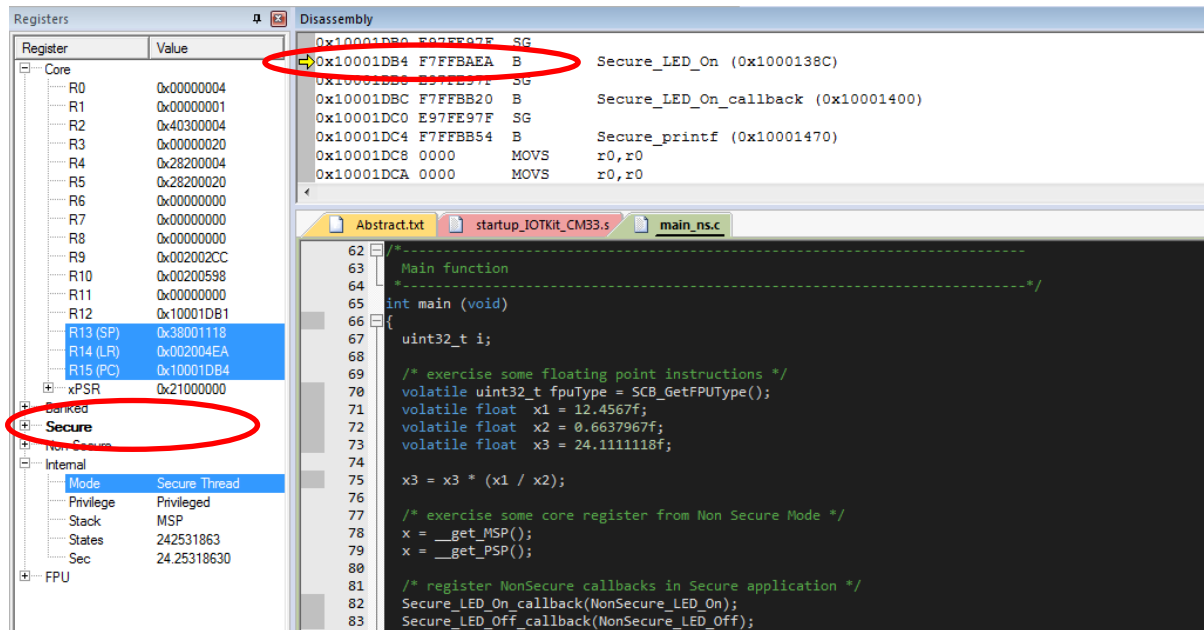 Registers
Register Value
Core
R0 0x00000004
R1 0x00000001
R2 0x40300004
R3 0x00000020
R4 0x28200004
R5 0x28200020
R6 0x00000000
R7 0x00000000
R8 0x00000000
R9 0x002002CC
R10 0x00200598
R11 0x00000000
R12 0x10001DB1
R13 (SP) 0x38001118
R14 (LR) 0x002004EA
R15 (PC) 0x10001DB4
xPSR 0x21000000
Banked
Secure
Non Secure
Internal
Mode Secure Thread
Privilege Privileged
Stack MSP
States 242531863
Sec 24.25318630
FPU
Disassembly
0x10001DB0 E97FE97F SG
0x10001DB4 F7FFBAEA B Secure_LED_On (0x1000138C)
0x10001DB8 E97FE97F SG
0x10001DBC F7FFBB20 B Secure_LED_On_callback (0x10001400)
0x10001DC0 E97FE97F SG
0x10001DC4 F7FFBB54 B Secure_printf (0x10001470)
0x10001DC8 0000 MOVS r0,r0
0x10001DCA 0000 MOVS r0,r0
Abstract.txt startup_IOTKit_CM33.s main_ns.c
62 /*----------------------------------------------------------------------------
63 Main function
64 *----------------------------------------------------------------------------*/
65 int main (void)
66 {
67 uint32_t i;
68
69 /* exercise some floating point instructions */
70 volatile uint32_t fpuType = SCB_GetFPUType();
71 volatile float x1 = 12.4567f;
72 volatile float x2 = 0.6637967f;
73 volatile float x3 = 24.1111118f;
74
75 x3 = x3 * (x1 / x2);
76
77 /* exercise some core register from Non Secure Mode */
78 x = __get_MSP();
79 x = __get_PSP();
80
81 /* register NonSecure callbacks in Secure application */
82 Secure_LED_On_callback(NonSecure_LED_On);
83 Secure_LED_Off_callback(NonSecure_LED_Off);